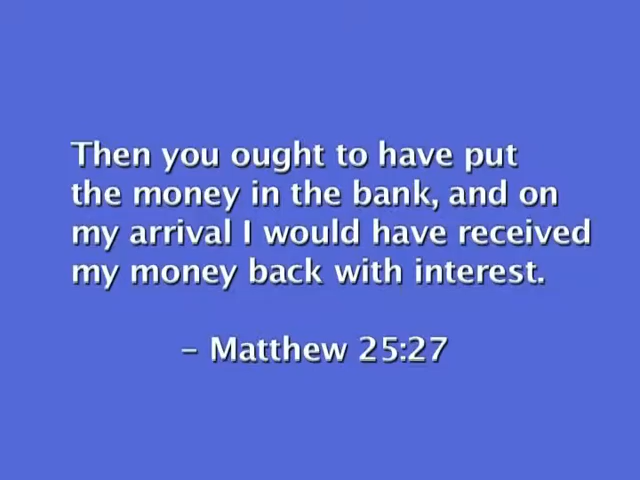 Then you ought to have put
the money in the bank, and on
my arrival I would have received
my money back with interest.
– Matthew 25:27